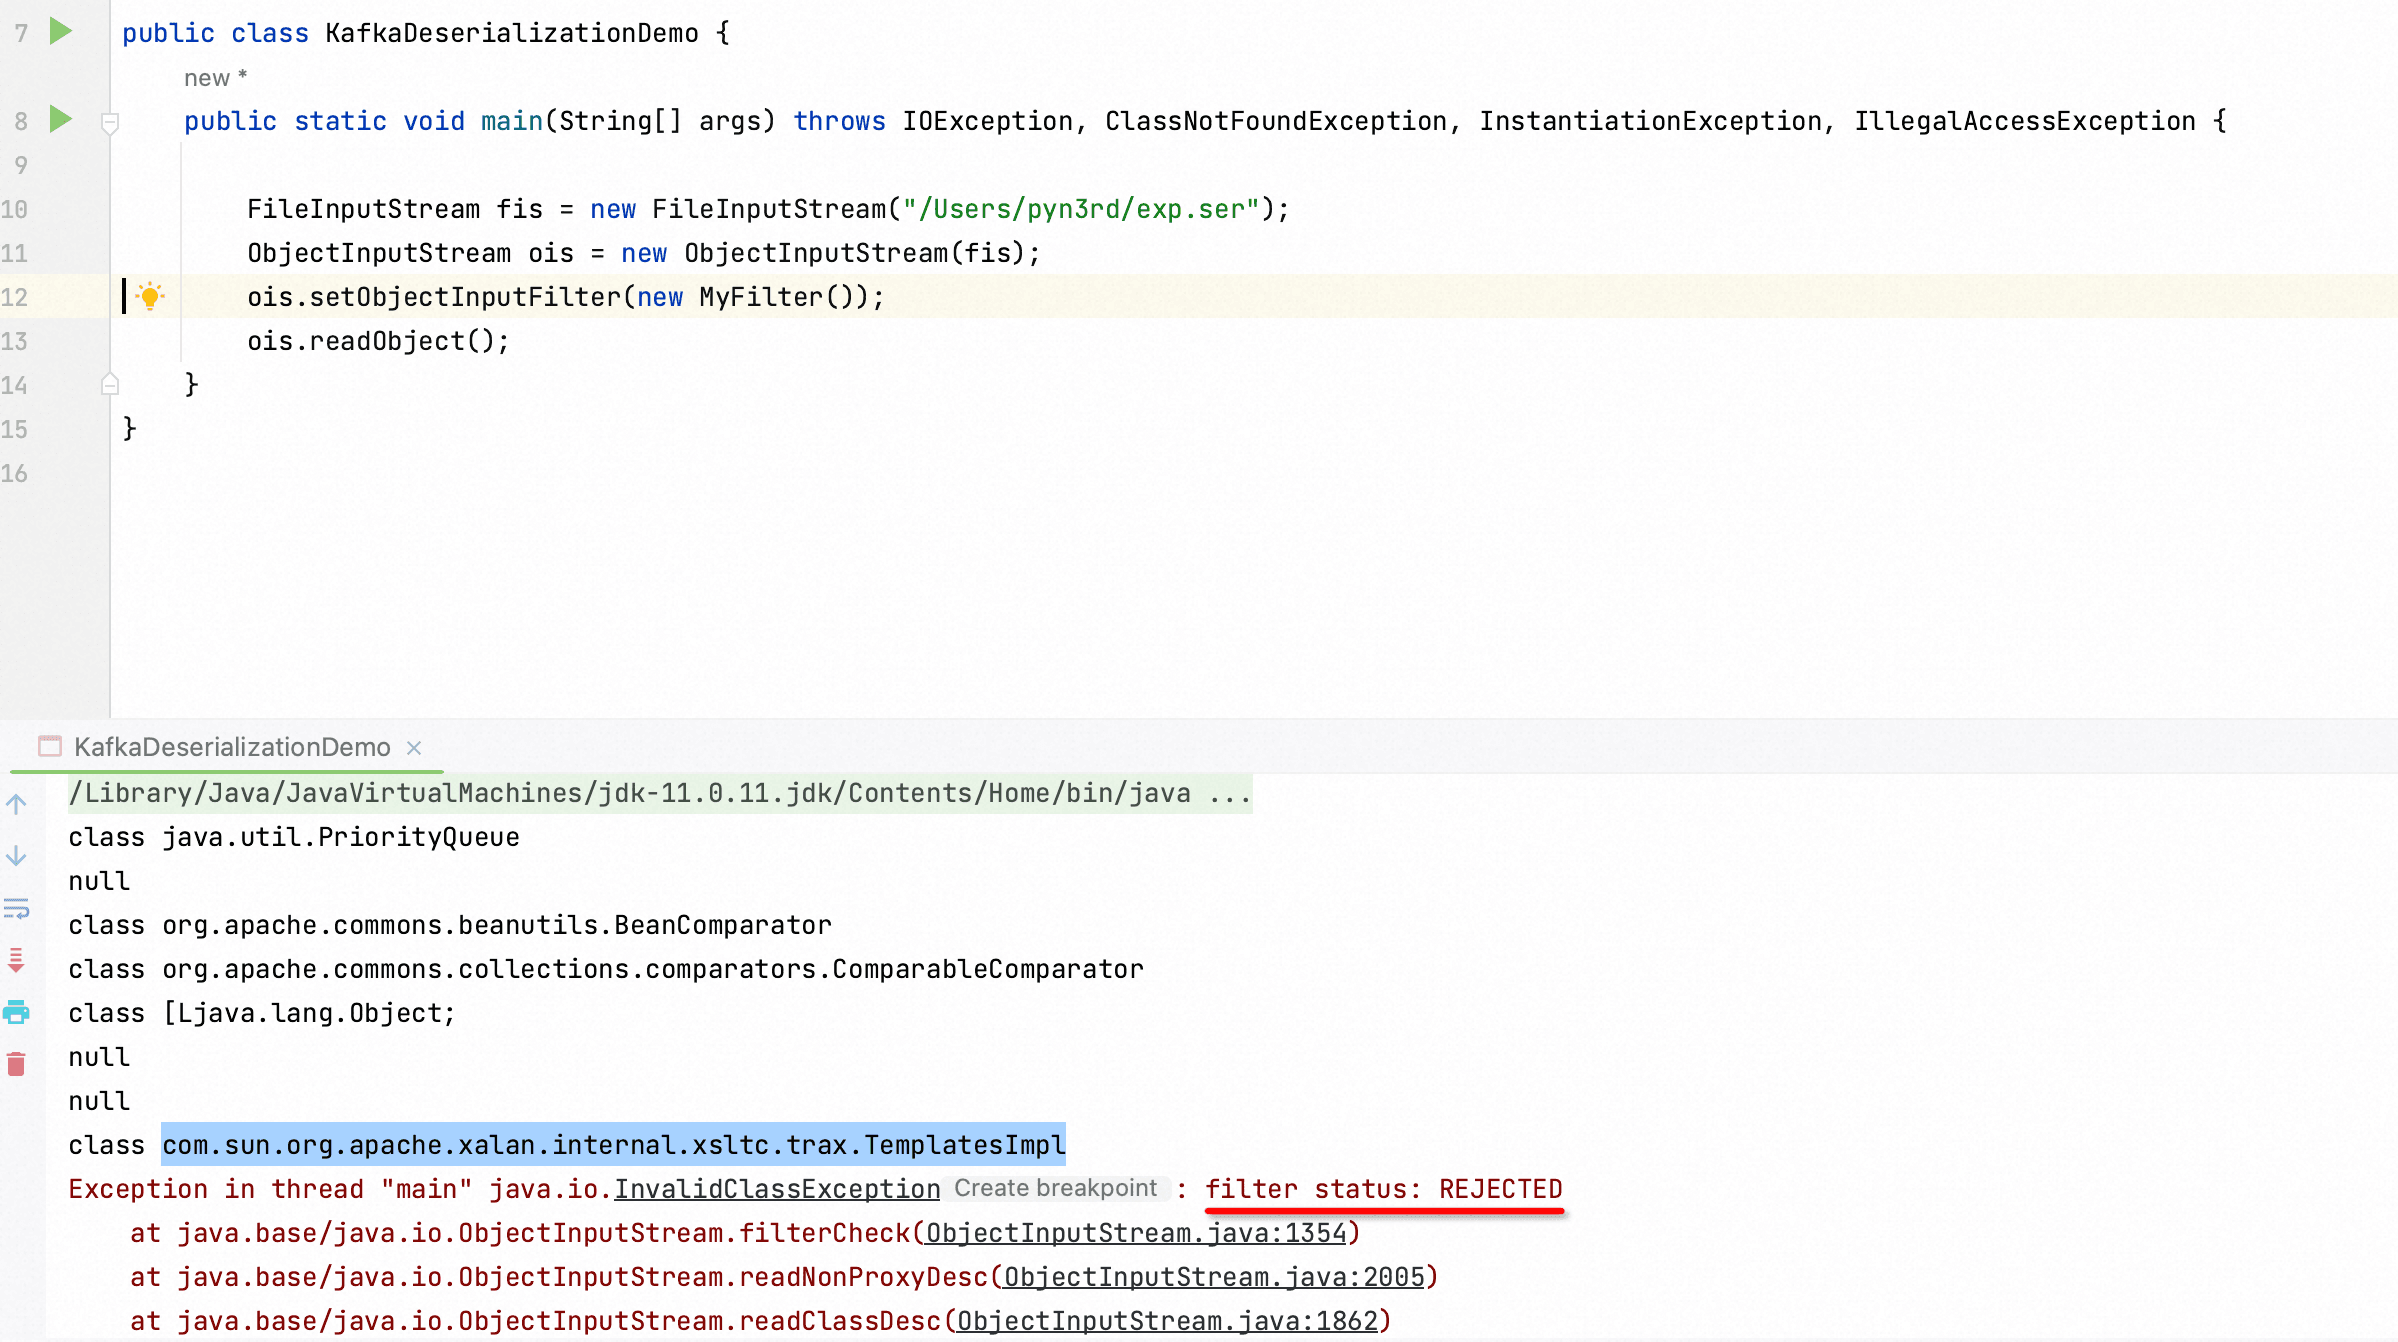 7 public class KafkaDeserializationDemo {
new *
8 public static void main(String[] args) throws IOException, ClassNotFoundException, InstantiationException, IllegalAccessException {
9
10 FileInputStream fis = new FileInputStream("/Users/pyn3rd/exp.ser");
11 ObjectInputStream ois = new ObjectInputStream(fis);
12 ois.setObjectInputFilter(new MyFilter());
13 ois.readObject();
14 }
15 }
16
KafkaDeserializationDemo ×
/Library/Java/JavaVirtualMachines/jdk-11.0.11.jdk/Contents/Home/bin/java ...
class java.util.PriorityQueue
null
class org.apache.commons.beanutils.BeanComparator
class org.apache.commons.collections.comparators.ComparableComparator
class [Ljava.lang.Object;
null
null
class com.sun.org.apache.xalan.internal.xsltc.trax.TemplatesImpl
Exception in thread "main" java.io.InvalidClassException Create breakpoint : filter status: REJECTED
at java.base/java.io.ObjectInputStream.filterCheck(ObjectInputStream.java:1354)
at java.base/java.io.ObjectInputStream.readNonProxyDesc(ObjectInputStream.java:2005)
at java.base/java.io.ObjectInputStream.readClassDesc(ObjectInputStream.java:1862)